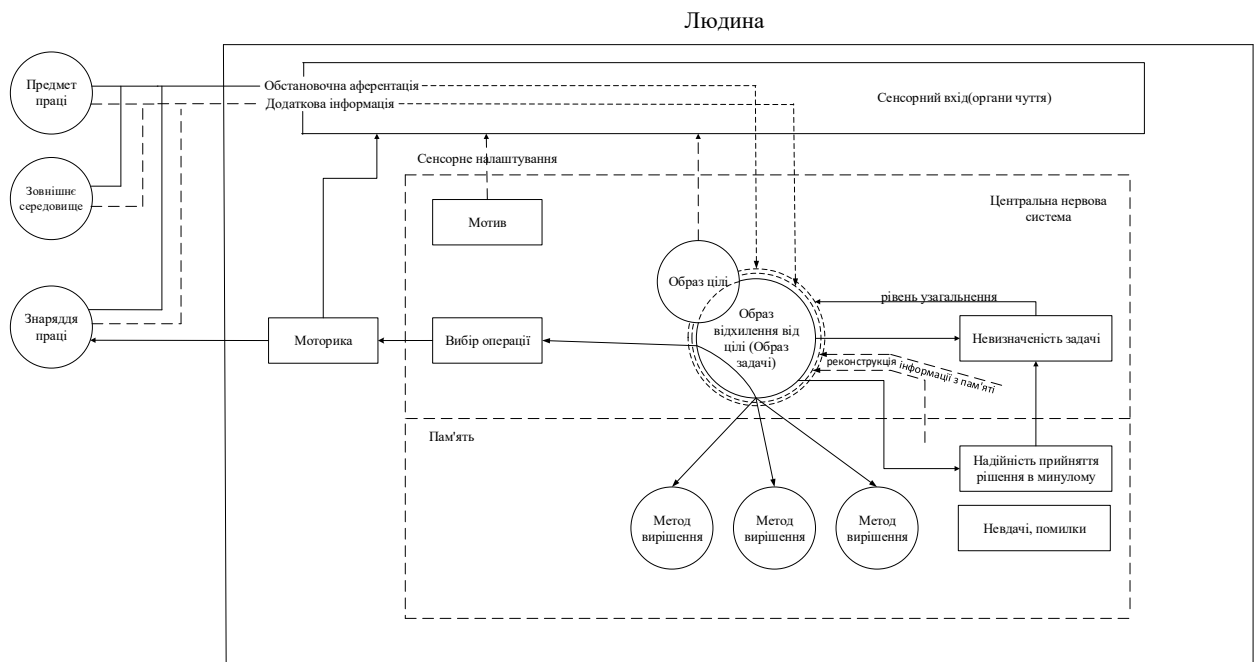 Людина
Предмет
праці
Обстановочна аферентація
Додаткова інформація
Сенсорний вхід(органи чуття)
Зовнішнє
середовище
Сенсорне налаштування
Мотив
Центральна нервова
система
Образ цілі
Знаряддя
праці
Моторика
Вибір операції
Образ
відхилення від
цілі (Образ
задачі)
рівень узагальнення
Невизначеність задачі
реконструкція інформації з пам'яті
Пам'ять
Надійність прийняття
рішення в минулому
Метод
вирішення
Метод
вирішення
Метод
вирішення
Невдачі, помилки